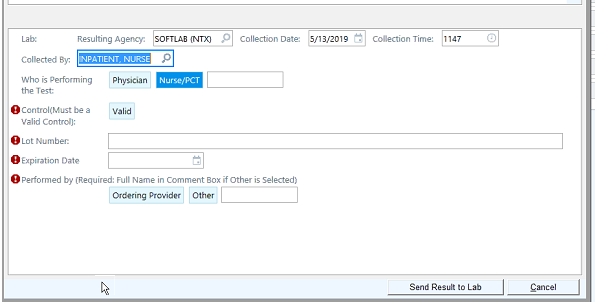 Lab: Resulting Agency: SOFTLAB (NTX) Collection Date: 5/13/2019 Collection Time: 1147
Collected By: INPATIENT, NURSE
Who is Performing the Test: Physician Nurse/PCT
Control(Must be a Valid Control): Valid
Lot Number:
Expiration Date
Performed by (Required: Full Name in Comment Box if Other is Selected)
Ordering Provider Other
Send Result to Lab Cancel